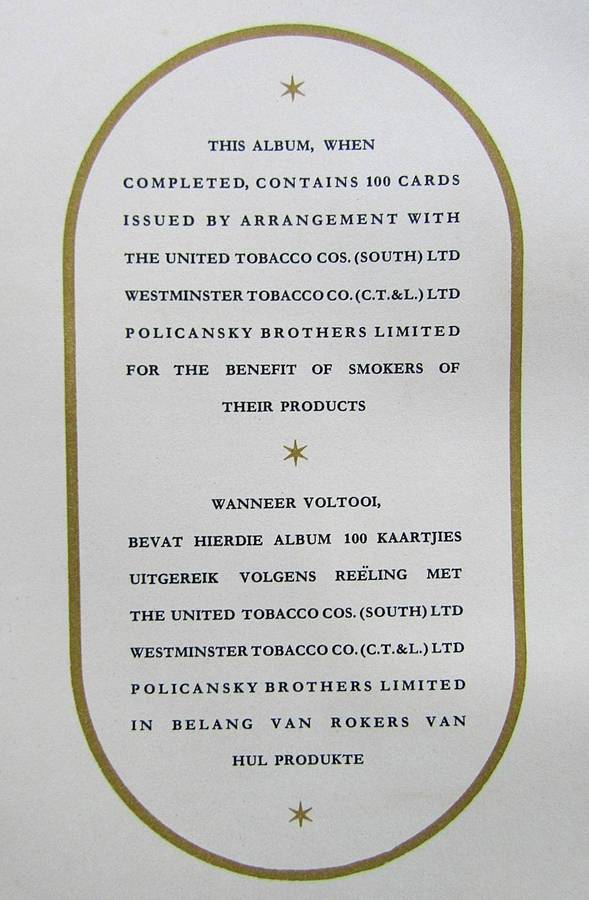 THIS ALBUM, WHEN
COMPLETED, CONTAINS 100 CARDS
ISSUED BY ARRANGEMENT WITH
THE UNITED TOBACCO COS. (SOUTH) LTD
WESTMINSTER TOBACCO CO. (C.T.&L.) LTD
POLICANSKY BROTHERS LIMITED
FOR THE BENEFIT OF SMOKERS OF
THEIR PRODUCTS
WANNEER VOLTOOI,
BEVAT HIERDIE ALBUM 100 KAARTJIES
UITGEREIK VOLGENS REËLING MET
THE UNITED TOBACCO COS. (SOUTH) LTD
WESTMINSTER TOBACCO CO. (C.T.&L.) LTD
POLICANSKY BROTHERS LIMITED
IN BELANG VAN ROKERS VAN
HUL PRODUKTE